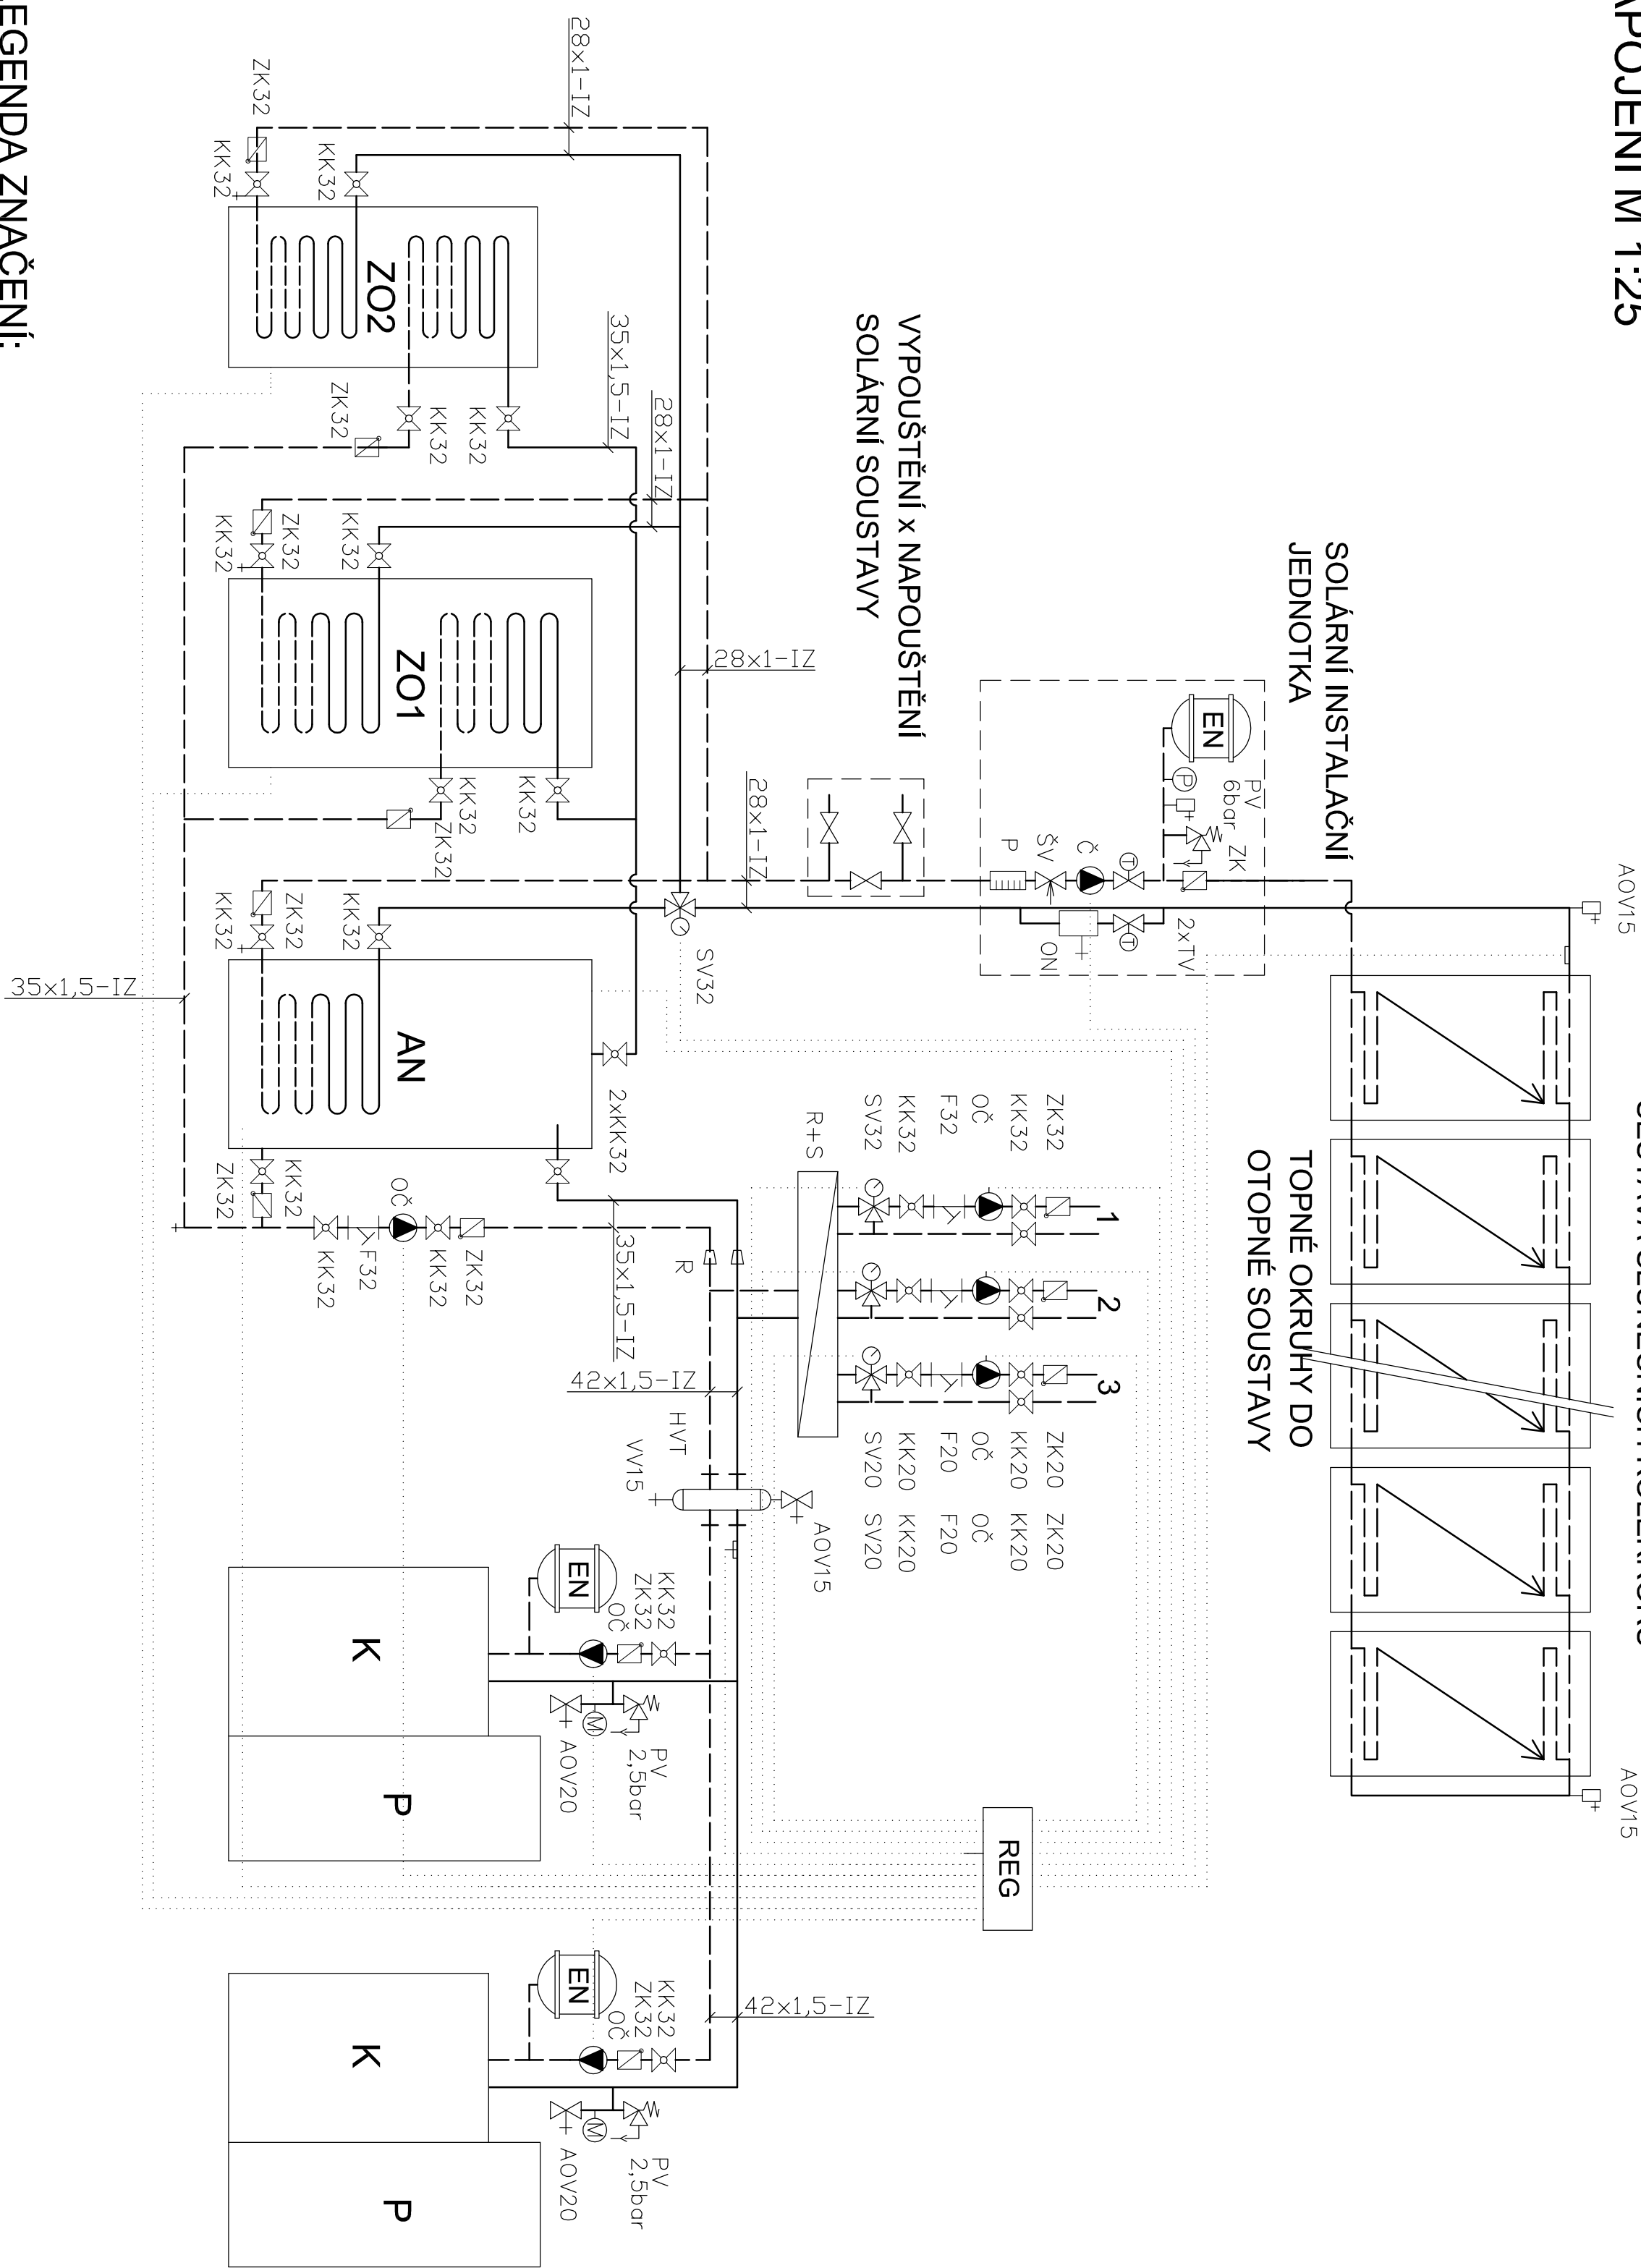 APOJENÍ M 1:25
AOV15
AOV15
SOLÁRNÍ INSTALAČNÍ
JEDNOTKA
TOPNÉ OKRUHY DO
OTOPNÉ SOUSTAVY
EN
P
PV
6bar
ZK
2xTV
Č
ŠV
P
ON
VYPOUŠTĚNÍ x NAPOUŠTĚNÍ
SOLÁRNÍ SOUSTAVY
1
2
3
ZK32
KK32
OČ
F32
KK32
SV32
ZK20
KK20
OČ
F20
KK20
SV20
ZK20
KK20
OČ
F20
KK20
SV20
R+S
REG
AOV15
HVT
VV15
28x1-IZ
28x1-IZ
28x1-IZ
28x1-IZ
35x1,5-IZ
SV32
R
35x1,5-IZ
42x1,5-IZ
42x1,5-IZ
2xKK32
ZK32
KK32
KK32
ZO2
KK32
KK32
ZK32
KK32
ZK32
KK32
ZO1
KK32
KK32
ZK32
KK32
ZK32
KK32
AN
KK32
ZK32
OČ
ZK32
KK32
F32
KK32
35x1,5-IZ
EN
KK32
ZK32
OČ
M
PV
2,5bar
AOV20
K
P
EN
KK32
ZK32
OČ
M
PV
2,5bar
AOV20
K
P
EGENDA ZNAČENÍ: